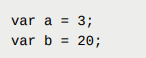 var a = 3;
var b = 20;